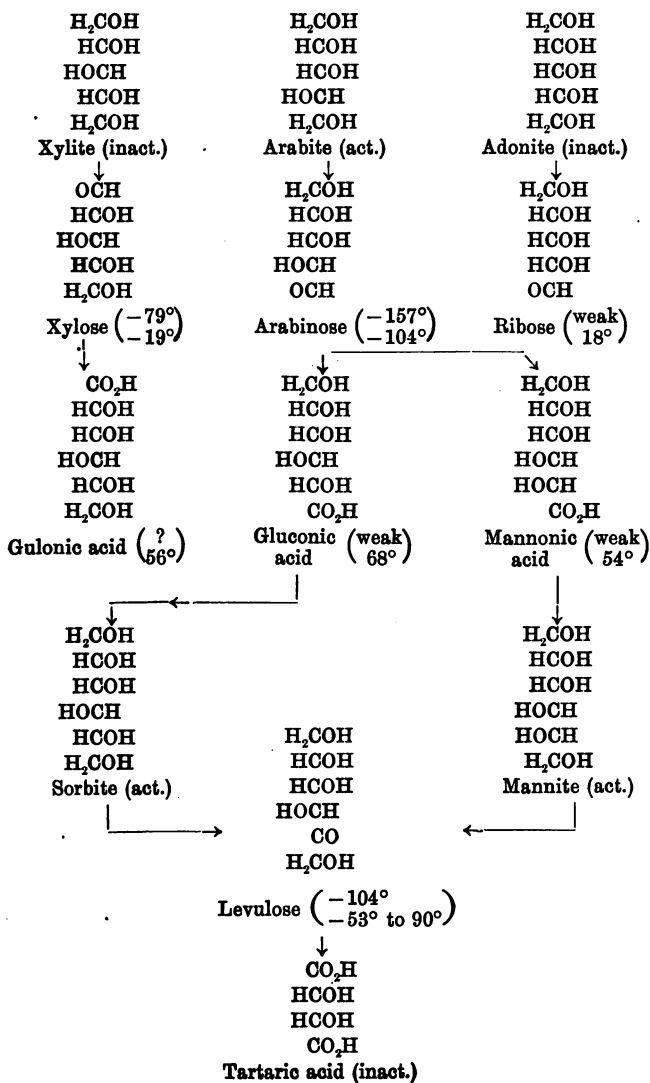 H₂COH H₂COH H₂COH
HCOH HCOH HCOH
HOCH HCOH HCOH
HCOH HOCH HCOH
H₂COH H₂COH H₂COH
Xylite (inact.) Arabite (act.) Adonite (inact.)
OCH H₂COH H₂COH
HCOH HCOH HCOH
HOCH HCOH HCOH
HCOH HOCH HCOH
H₂COH OCH OCH
Xylose (−79° −19°) Arabinose (−157° −104°) Ribose (weak 18°)
CO₂H H₂COH H₂COH
HCOH HCOH HCOH
HCOH HCOH HCOH
HOCH HOCH HOCH
HCOH HCOH HOCH
H₂COH CO₂H CO₂H
Gulonic acid (? 56°) Gluconic acid (weak 68°) Mannonic acid (weak 54°)
H₂COH H₂COH
HCOH HCOH
HCOH HCOH
HOCH HOCH
HCOH HOCH
H₂COH H₂COH
Sorbite (act.) Mannite (act.)
H₂COH
HCOH
HCOH
HOCH
CO
H₂COH
Levulose (−104° −53° to 90°)
CO₂H
HCOH
HCOH
CO₂H
Tartaric acid (inact.)